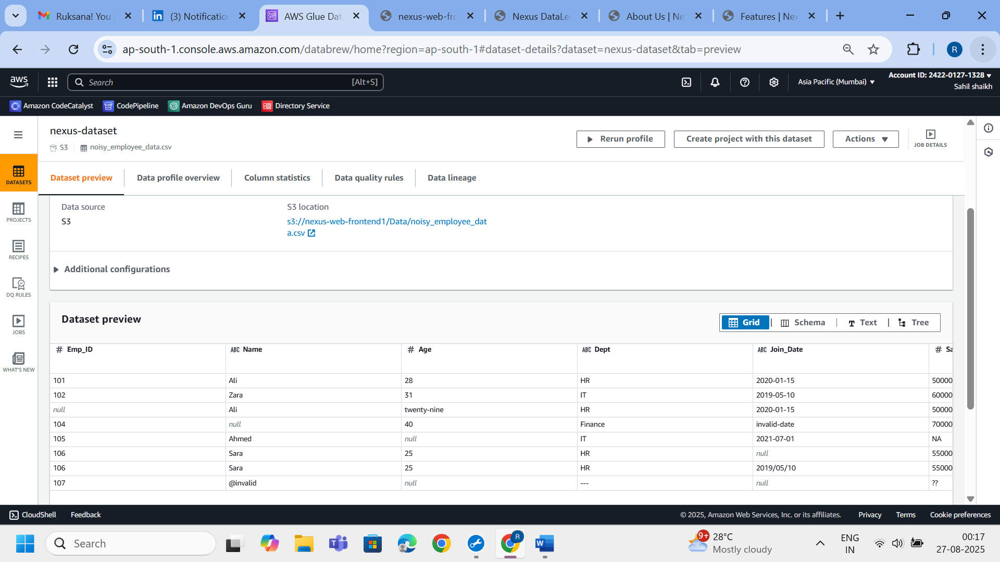 Ruksana! You j
(3) Notification
AWS Glue Data
nexus-web-fro
Nexus DataLe
About Us | Ne
Features | Nex
ap-south-1.console.aws.amazon.com/databrew/home?region=ap-south-1#dataset-details?dataset=nexus-dataset&tab=preview
R
aws
Search
[Alt+S]
Asia Pacific (Mumbai)
Account ID: 2422-0127-1328
Sahil shaikh
Amazon CodeCatalyst
CodePipeline
Amazon DevOps Guru
Directory Service
nexus-dataset
S3
noisy_employee_data.csv
Rerun profile
Create project with this dataset
Actions
JOB DETAILS
DATASETS
PROJECTS
RECIPES
DQ RULES
JOBS
WHAT'S NEW
Dataset preview
Data profile overview
Column statistics
Data quality rules
Data lineage
Data source
S3 location
S3
s3://nexus-web-frontend1/Data/noisy_employee_dat
a.csv
Additional configurations
Dataset preview
Grid
Schema
Text
Tree
# Emp_ID
ABC Name
# Age
ABC Dept
ABC Join_Date
# Sa
101 Ali 28 HR 2020-01-15 50000
102 Zara 31 IT 2019-05-10 60000
null Ali twenty-nine HR 2020-01-15 50000
104 null 40 Finance invalid-date 70000
105 Ahmed null IT 2021-07-01 NA
106 Sara 25 HR null 55000
106 Sara 25 HR 2019/05/10 55000
107 @invalid null --- null ??
CloudShell
Feedback
© 2025, Amazon Web Services, Inc. or its affiliates.
Privacy
Terms
Cookie preferences
Search
9+
28°C
Mostly cloudy
ENG
IN
00:17
27-08-2025